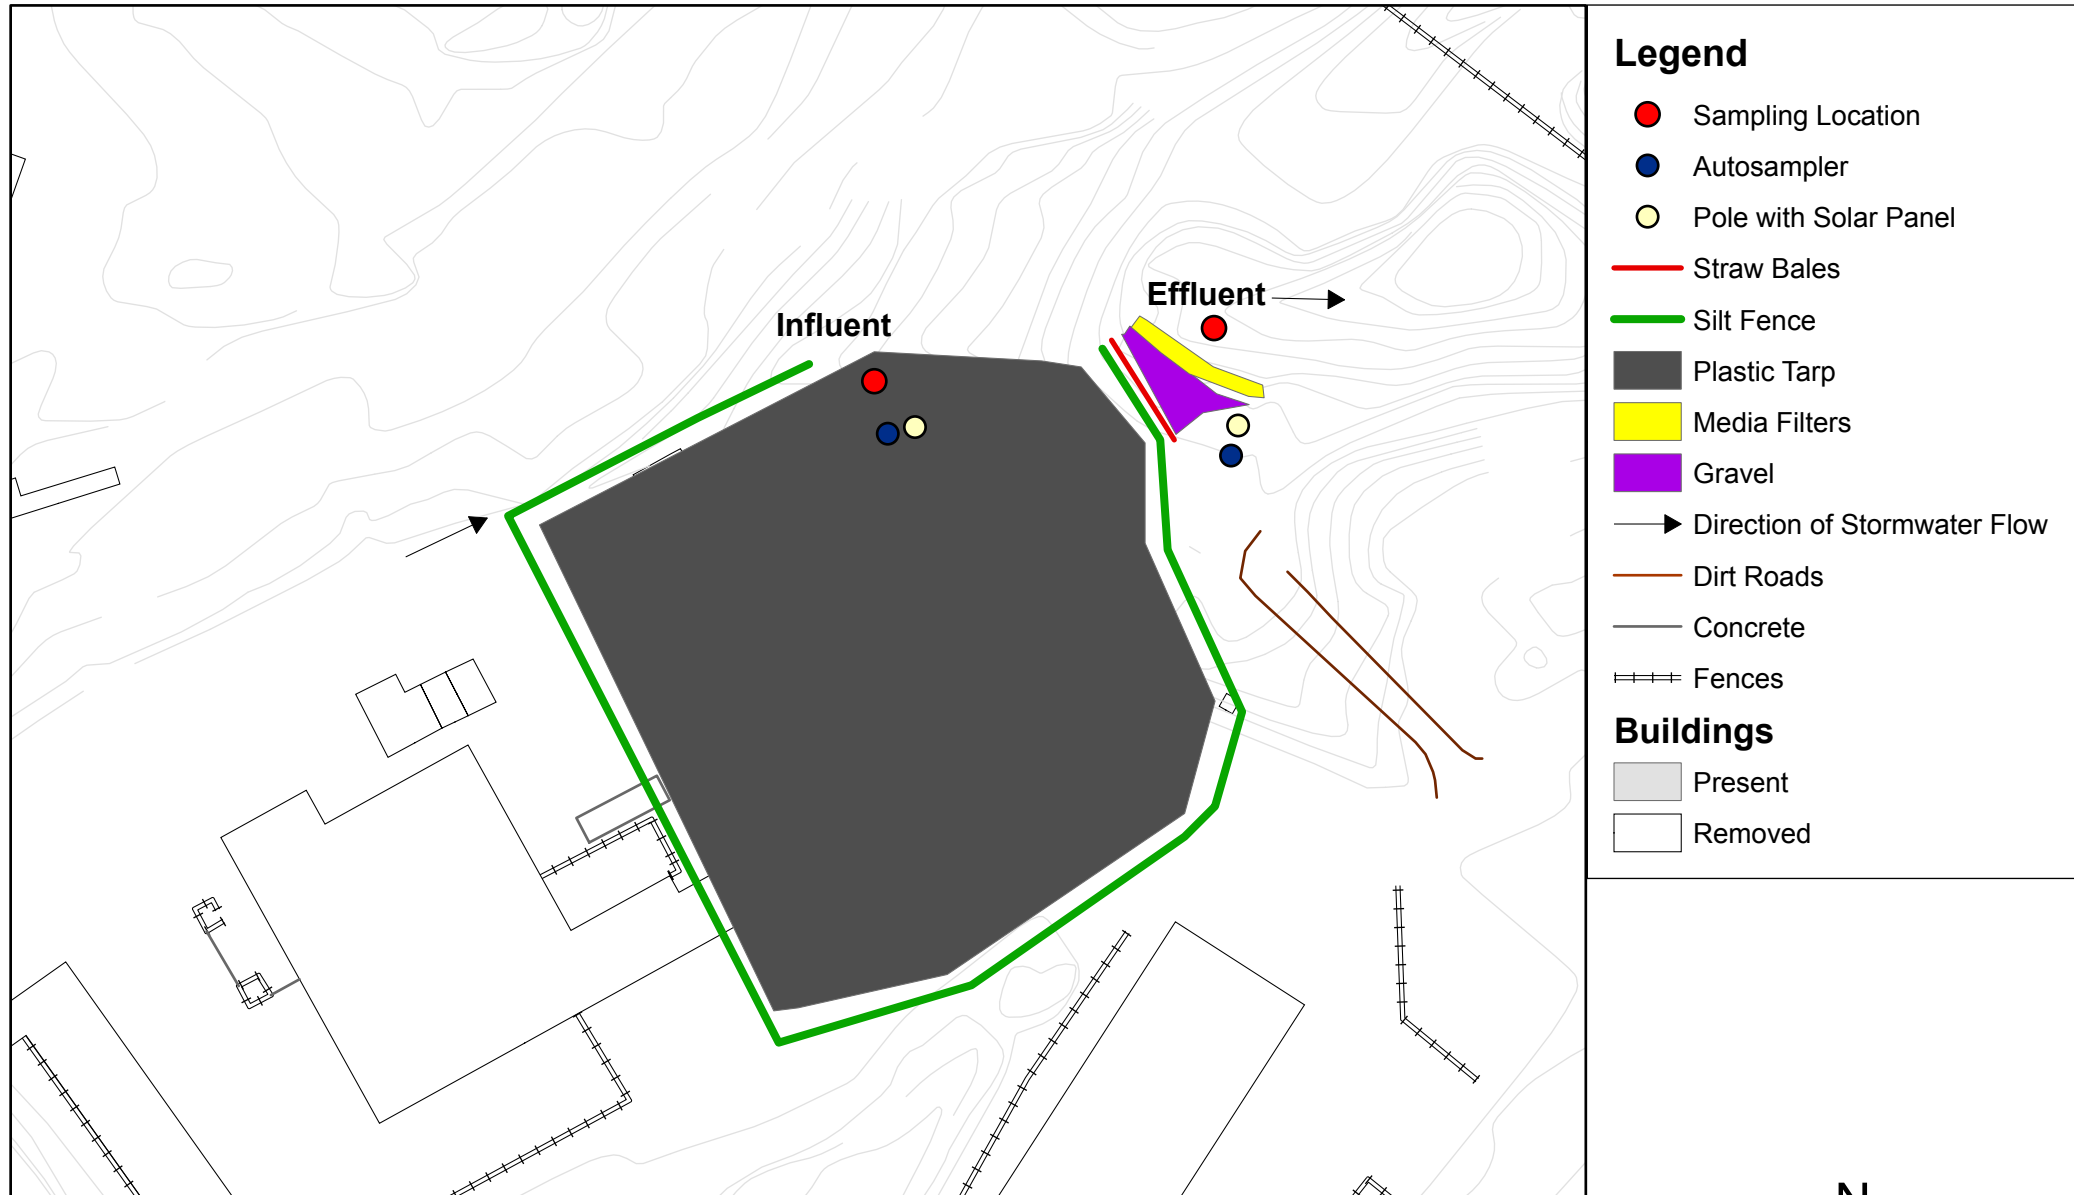 Legend
Sampling Location
Autosampler
Pole with Solar Panel
Straw Bales
Silt Fence
Plastic Tarp
Media Filters
Gravel
Direction of Stormwater Flow
Dirt Roads
Concrete
Fences
Buildings
Present
Removed
Effluent
Influent
N